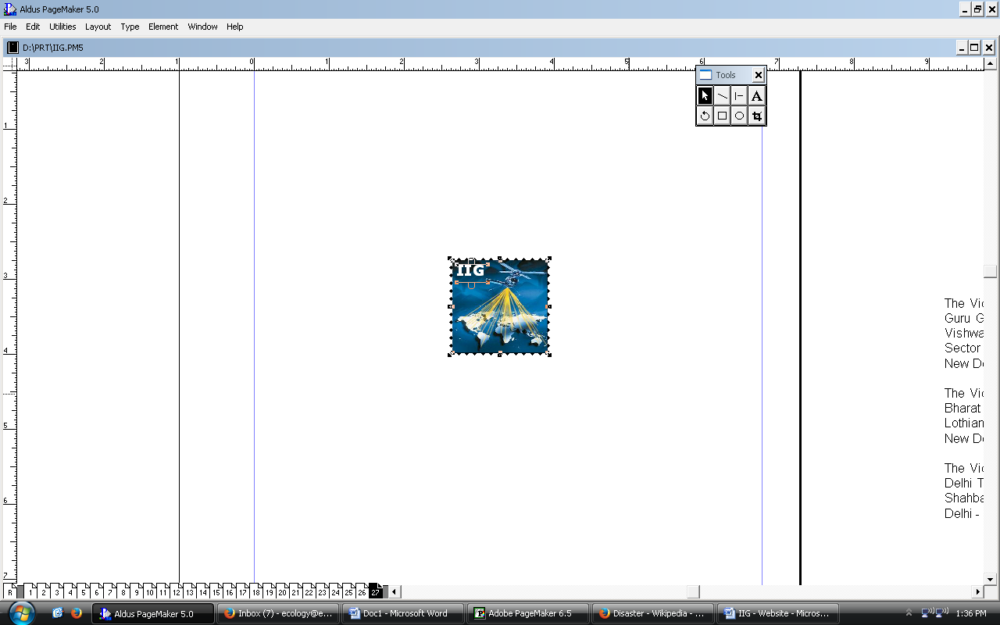 Aldus PageMaker 5.0
File Edit Utilities Layout Type Element Window Help
D:\PRT\IIG.PM5
3 2 1 0 1 2 3 4 5 6 7 8 9
Tools
A
1
2
3
4
5
6
7
IIG
The Vic
Guru G
Vishwa
Sector
New De
The Vic
Bharat
Lothian
New De
The Vic
Delhi T
Shahba
Delhi -
R 1 2 3 4 5 6 7 8 9 10 11 12 13 14 15 16 17 18 19 20 21 22 23 24 25 26 27
Aldus PageMaker 5.0 Inbox (7) - ecology@e... Doc1 - Microsoft Word Adobe PageMaker 6.5 Disaster - Wikipedia - ... IIG - Website - Micros... 1:36 PM